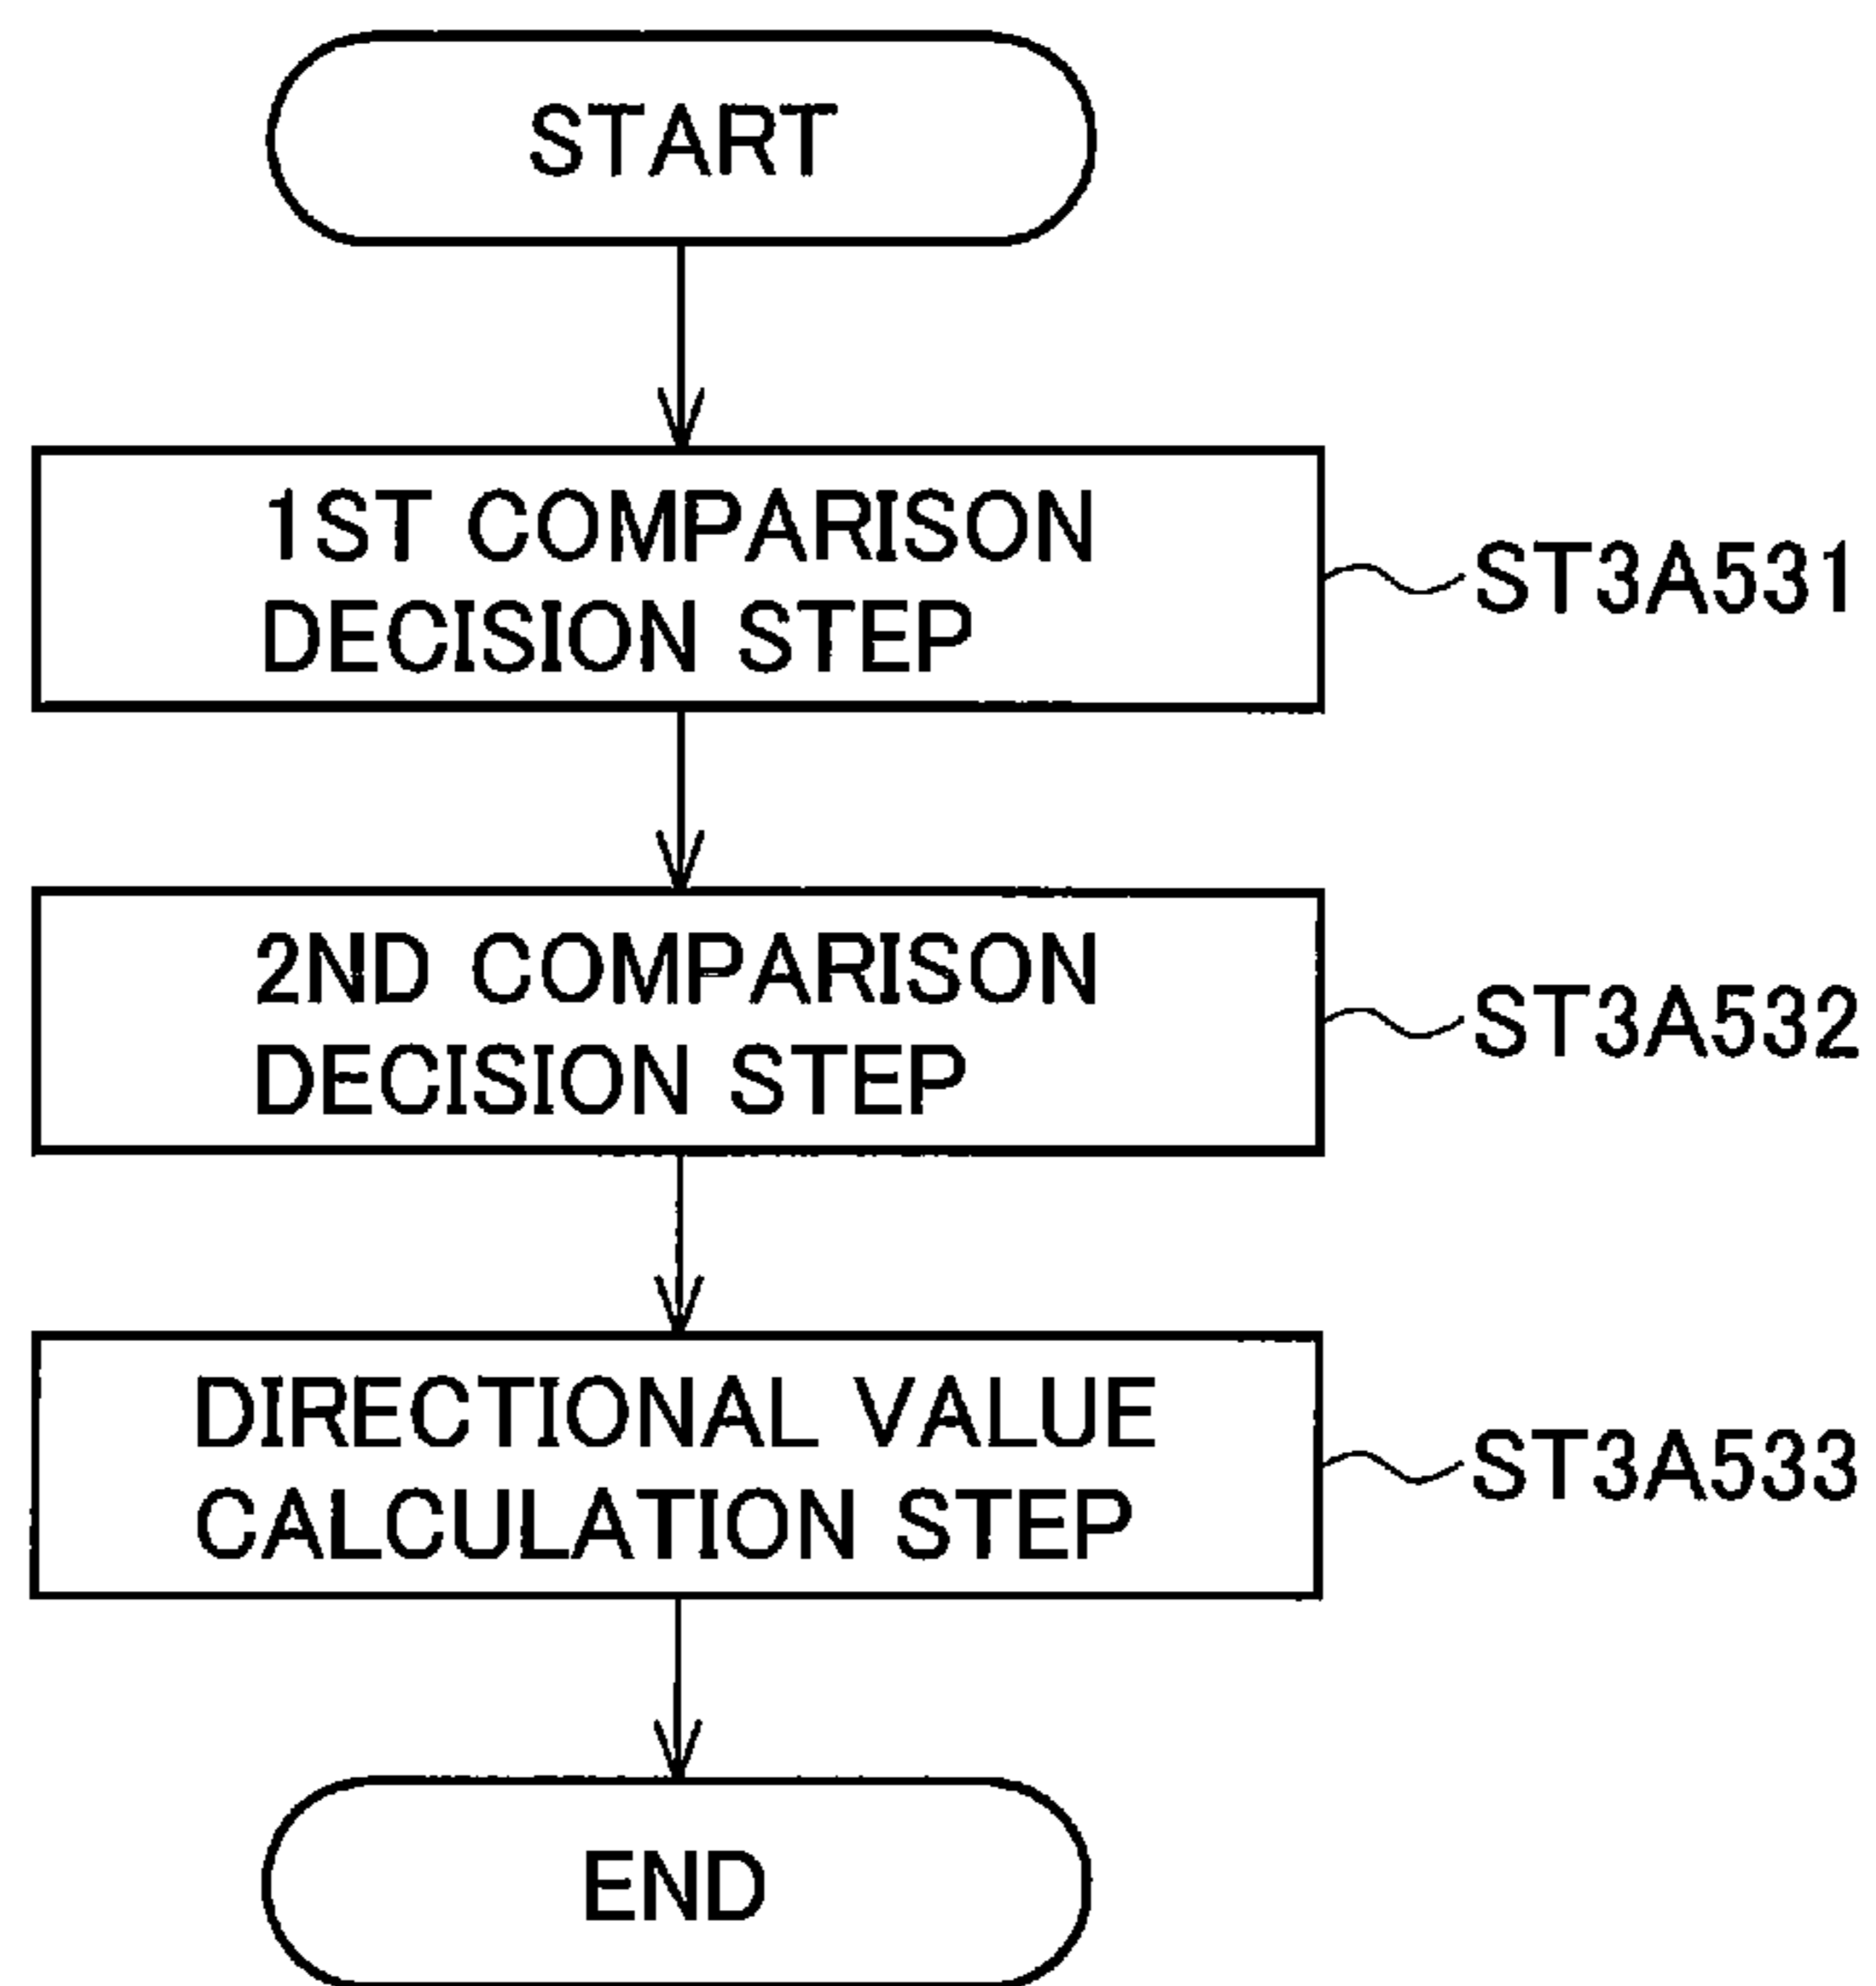 START
1ST COMPARISON
DECISION STEP
ST3A531
2ND COMPARISON
DECISION STEP
ST3A532
DIRECTIONAL VALUE
CALCULATION STEP
ST3A533
END